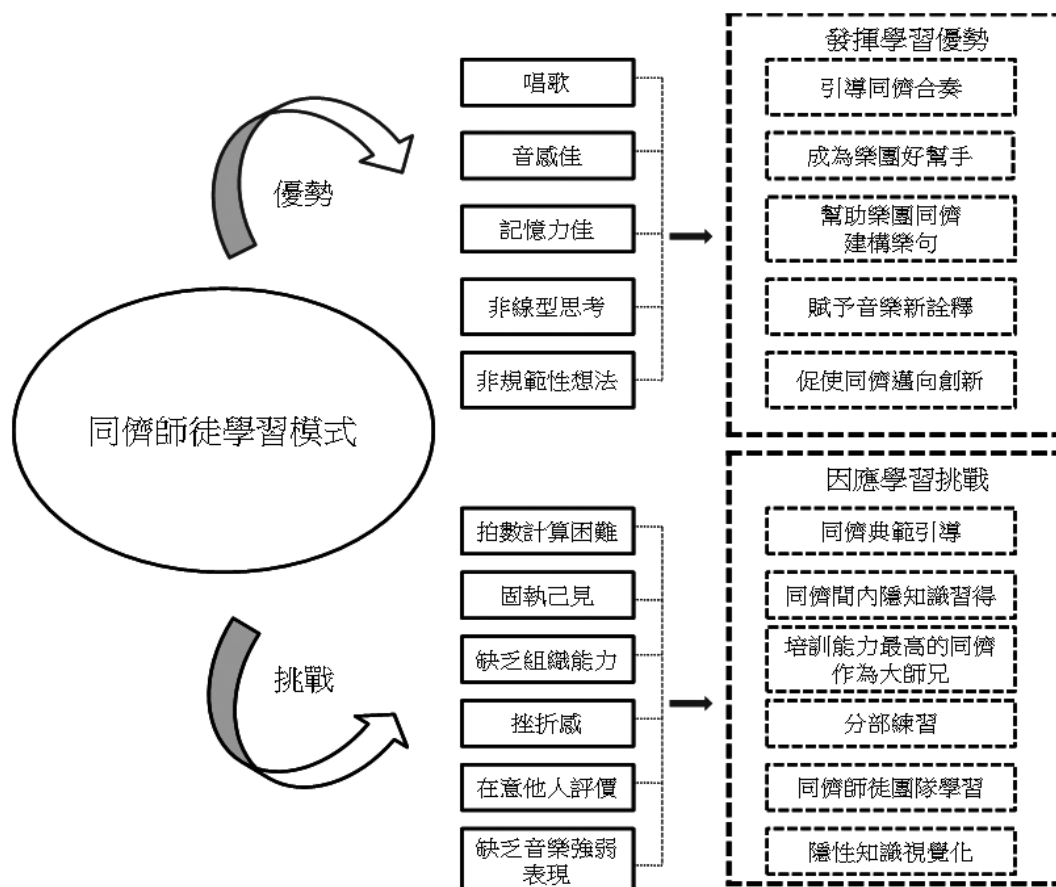 同儕師徒學習模式
優勢
唱歌
音感佳
記憶力佳
非線型思考
非規範性想法
發揮學習優勢
引導同儕合奏
成為樂團好幫手
幫助樂團同儕
建構樂句
賦予音樂新詮釋
促使同儕邁向創新
挑戰
拍數計算困難
固執己見
缺乏組織能力
挫折感
在意他人評價
缺乏音樂強弱
表現
因應學習挑戰
同儕典範引導
同儕間內隱知識習得
培訓能力最高的同儕
作為大師兄
分部練習
同儕師徒團隊學習
隱性知識視覺化